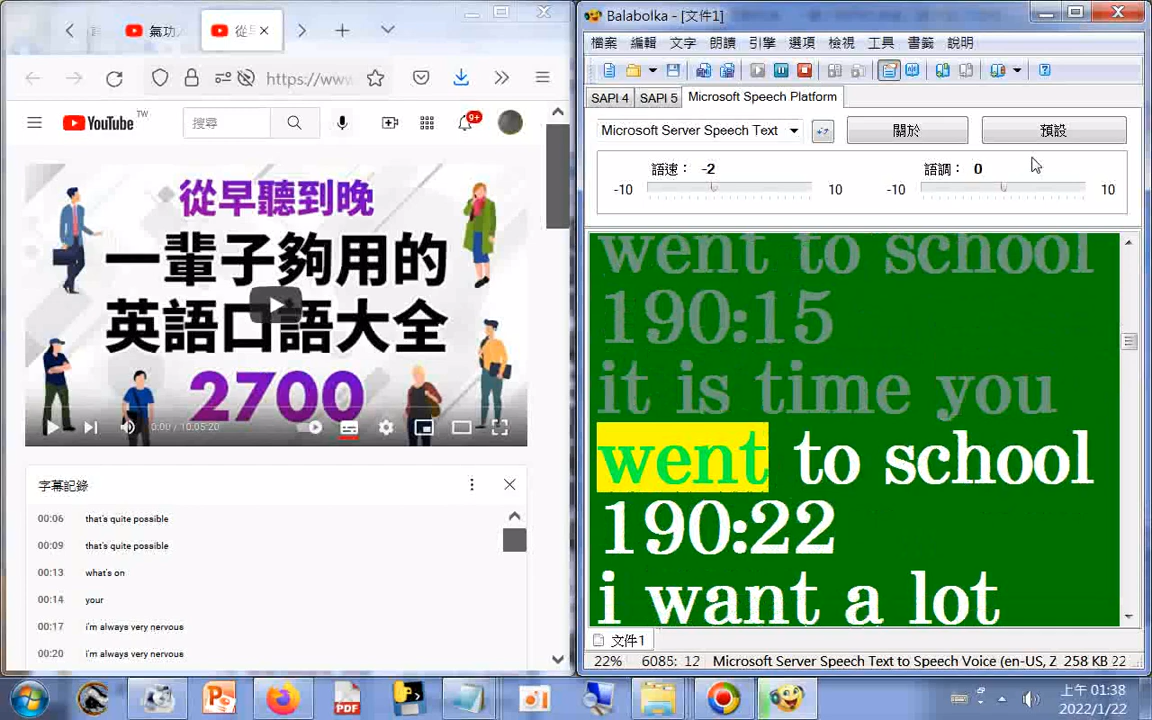 氣功
從
https://www
YouTube TW
搜尋
9+
從早聽到晚
一輩子夠用的
英語口語大全
2700
0:00 / 10:05:20
字幕記錄
00:06 that's quite possible
00:09 that's quite possible
00:13 what's on
00:14 your
00:17 i'm always very nervous
00:20 i'm always very nervous
Balabolka - [文件1]
檔案 編輯 文字 朗讀 引擎 選項 檢視 工具 書籤 說明
SAPI 4 SAPI 5 Microsoft Speech Platform
Microsoft Server Speech Text 關於 預設
語速： -2 語調： 0
-10 10 -10 10
went to school
190:15
it is time you
went to school
190:22
i want a lot
文件1
22% 6085: 12 Microsoft Server Speech Text to Speech Voice (en-US, Z 258 KB 22
PDF
上午 01:38
2022/1/22